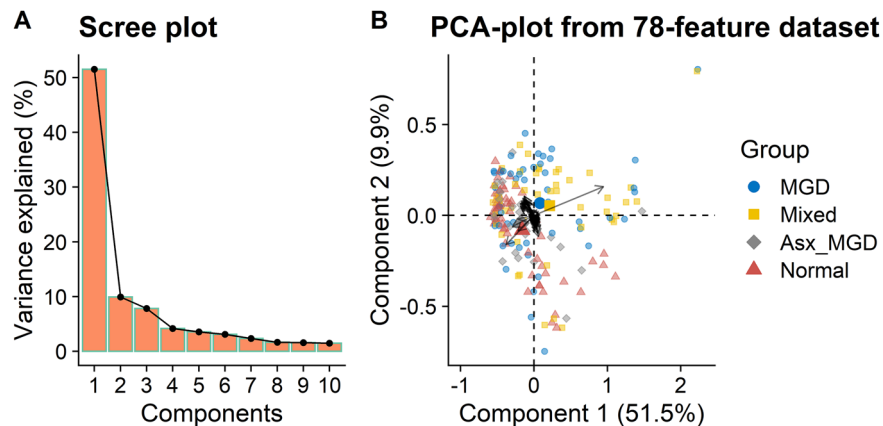 A Scree plot
Variance explained (%)
50
40
30
20
10
0
1 2 3 4 5 6 7 8 9 10
Components
B PCA-plot from 78-feature dataset
Component 2 (9.9%)
0.5
0.0
-0.5
-1 0 1 2
Component 1 (51.5%)
Group
MGD
Mixed
Asx_MGD
Normal